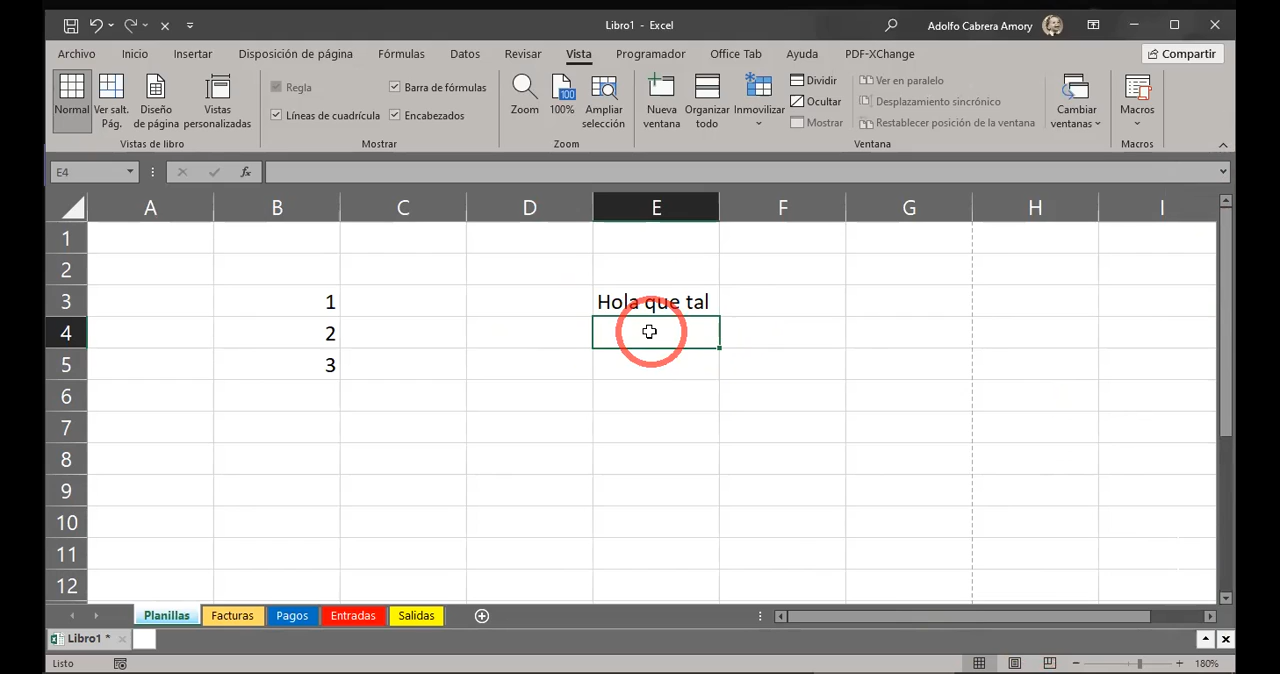 Libro1 - Excel
Adolfo Cabrera Amory
Archivo Inicio Insertar Disposición de página Fórmulas Datos Revisar Vista Programador Office Tab Ayuda PDF-XChange Compartir
Normal
Ver salt. Pág.
Diseño de página
Vistas personalizadas
Vistas de libro
Regla
Barra de fórmulas
Líneas de cuadrícula
Encabezados
Mostrar
Zoom
100
100%
Ampliar selección
Zoom
Nueva ventana
Organizar todo
Inmovilizar
Dividir
Ocultar
Mostrar
Ver en paralelo
Desplazamiento sincrónico
Restablecer posición de la ventana
Cambiar ventanas
Ventana
Macros
Macros
E4
fx
A B C D E F G H I
1
2
3 1 Hola que tal
4 2
5 3
6
7
8
9
10
11
12
Planillas Facturas Pagos Entradas Salidas
Libro1 *
Listo
180%